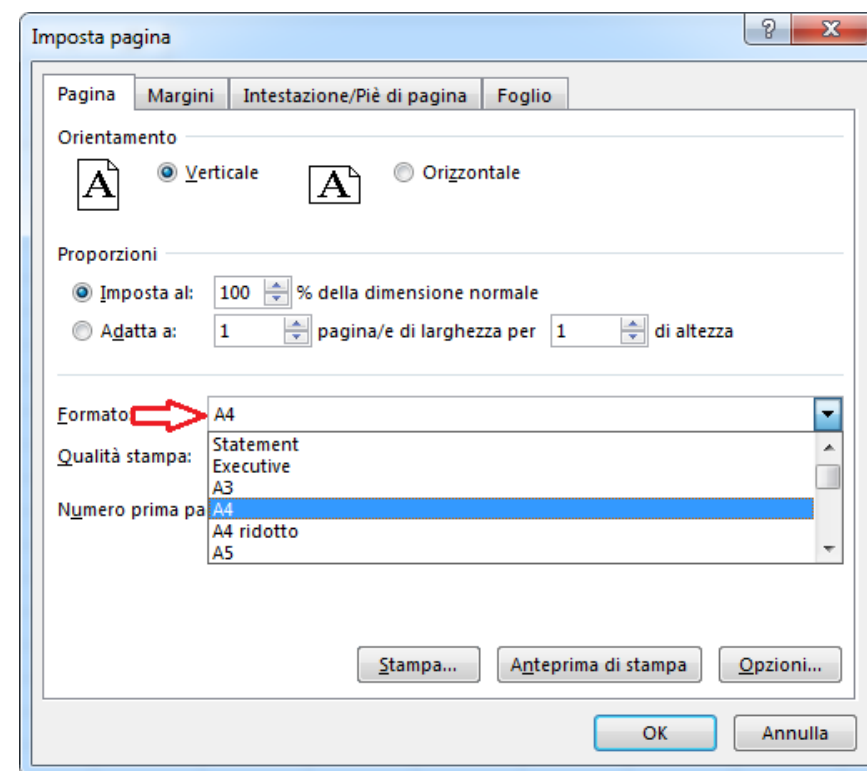 Imposta pagina
Pagina Margini Intestazione/Piè di pagina Foglio
Orientamento
A Verticale A Orizzontale
Proporzioni
Imposta al: 100 % della dimensione normale
Adatta a: 1 pagina/e di larghezza per 1 di altezza
Formato A4
Qualità stampa:
Numero prima pa
Statement
Executive
A3
A4
A4 ridotto
A5
Stampa... Anteprima di stampa Opzioni...
OK Annulla